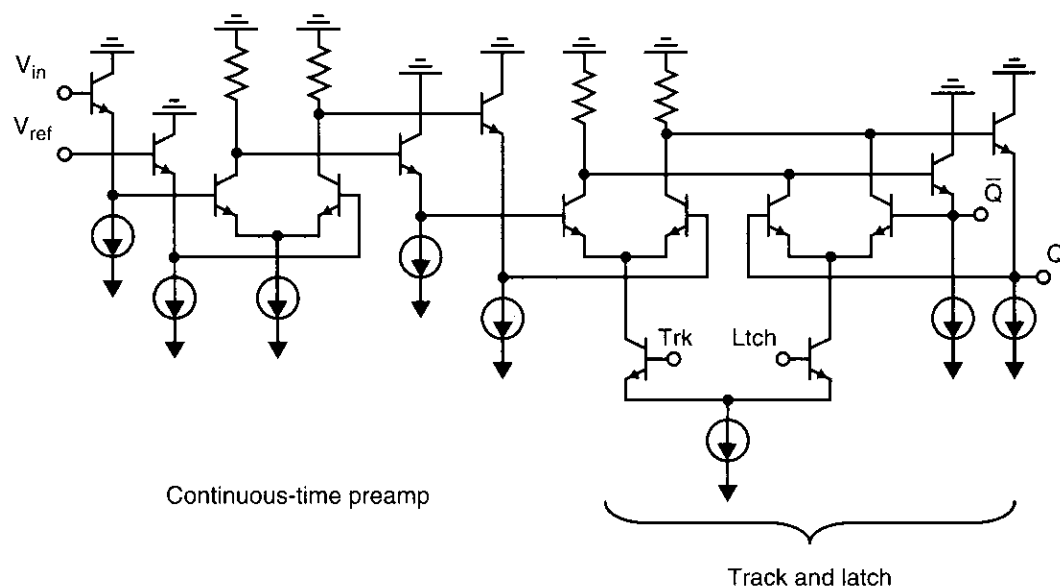 V_in
V_ref
Q̄
Q
Trk
Ltch
Continuous-time preamp
Track and latch